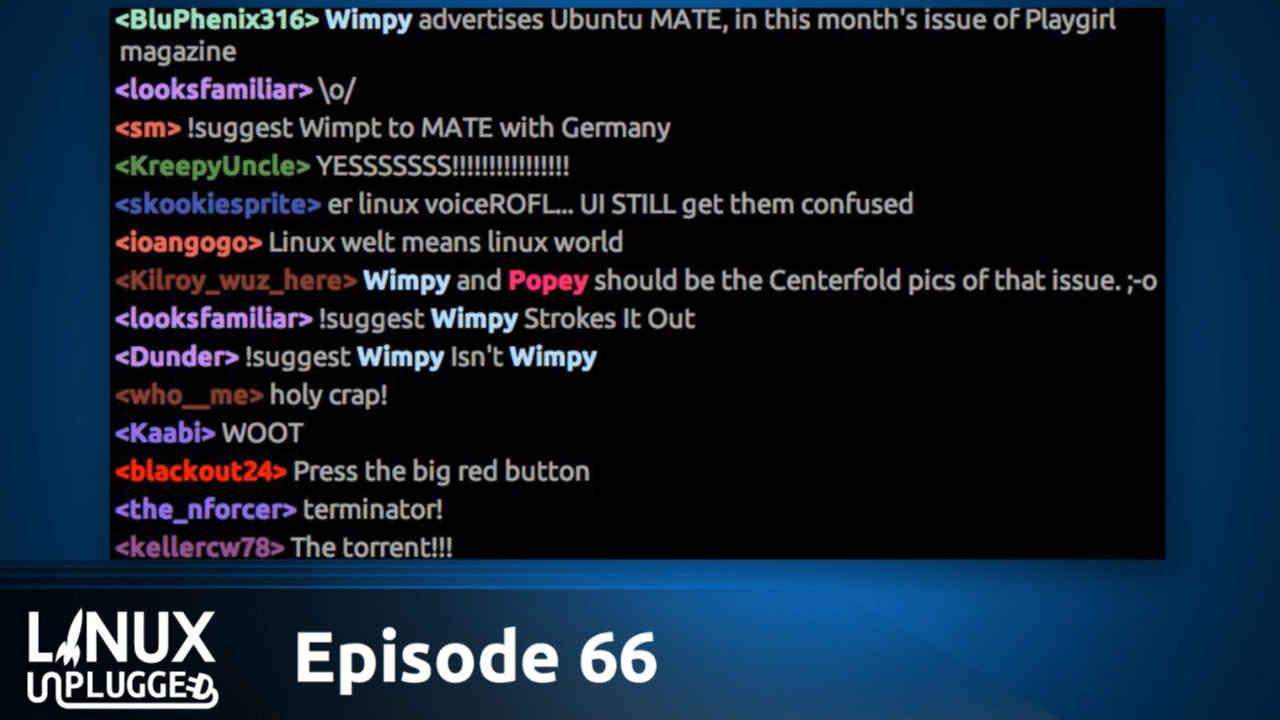 <BluPhenix316> Wimpy advertises Ubuntu MATE, in this month's issue of Playgirl
magazine
<looksfamiliar> \o/
<sm> !suggest Wimpt to MATE with Germany
<KreepyUncle> YESSSSSSS!!!!!!!!!!!!!!!!
<skookiesprite> er linux voiceROFL... UI STILL get them confused
<ioangogo> Linux welt means linux world
<Kilroy_wuz_here> Wimpy and Popey should be the Centerfold pics of that issue. ;-o
<looksfamiliar> !suggest Wimpy Strokes It Out
<Dunder> !suggest Wimpy Isn't Wimpy
<who__me> holy crap!
<Kaabi> WOOT
<blackout24> Press the big red button
<the_nforcer> terminator!
<kellercw78> The torrent!!!
LINUX
UNPLUGGED
Episode 66